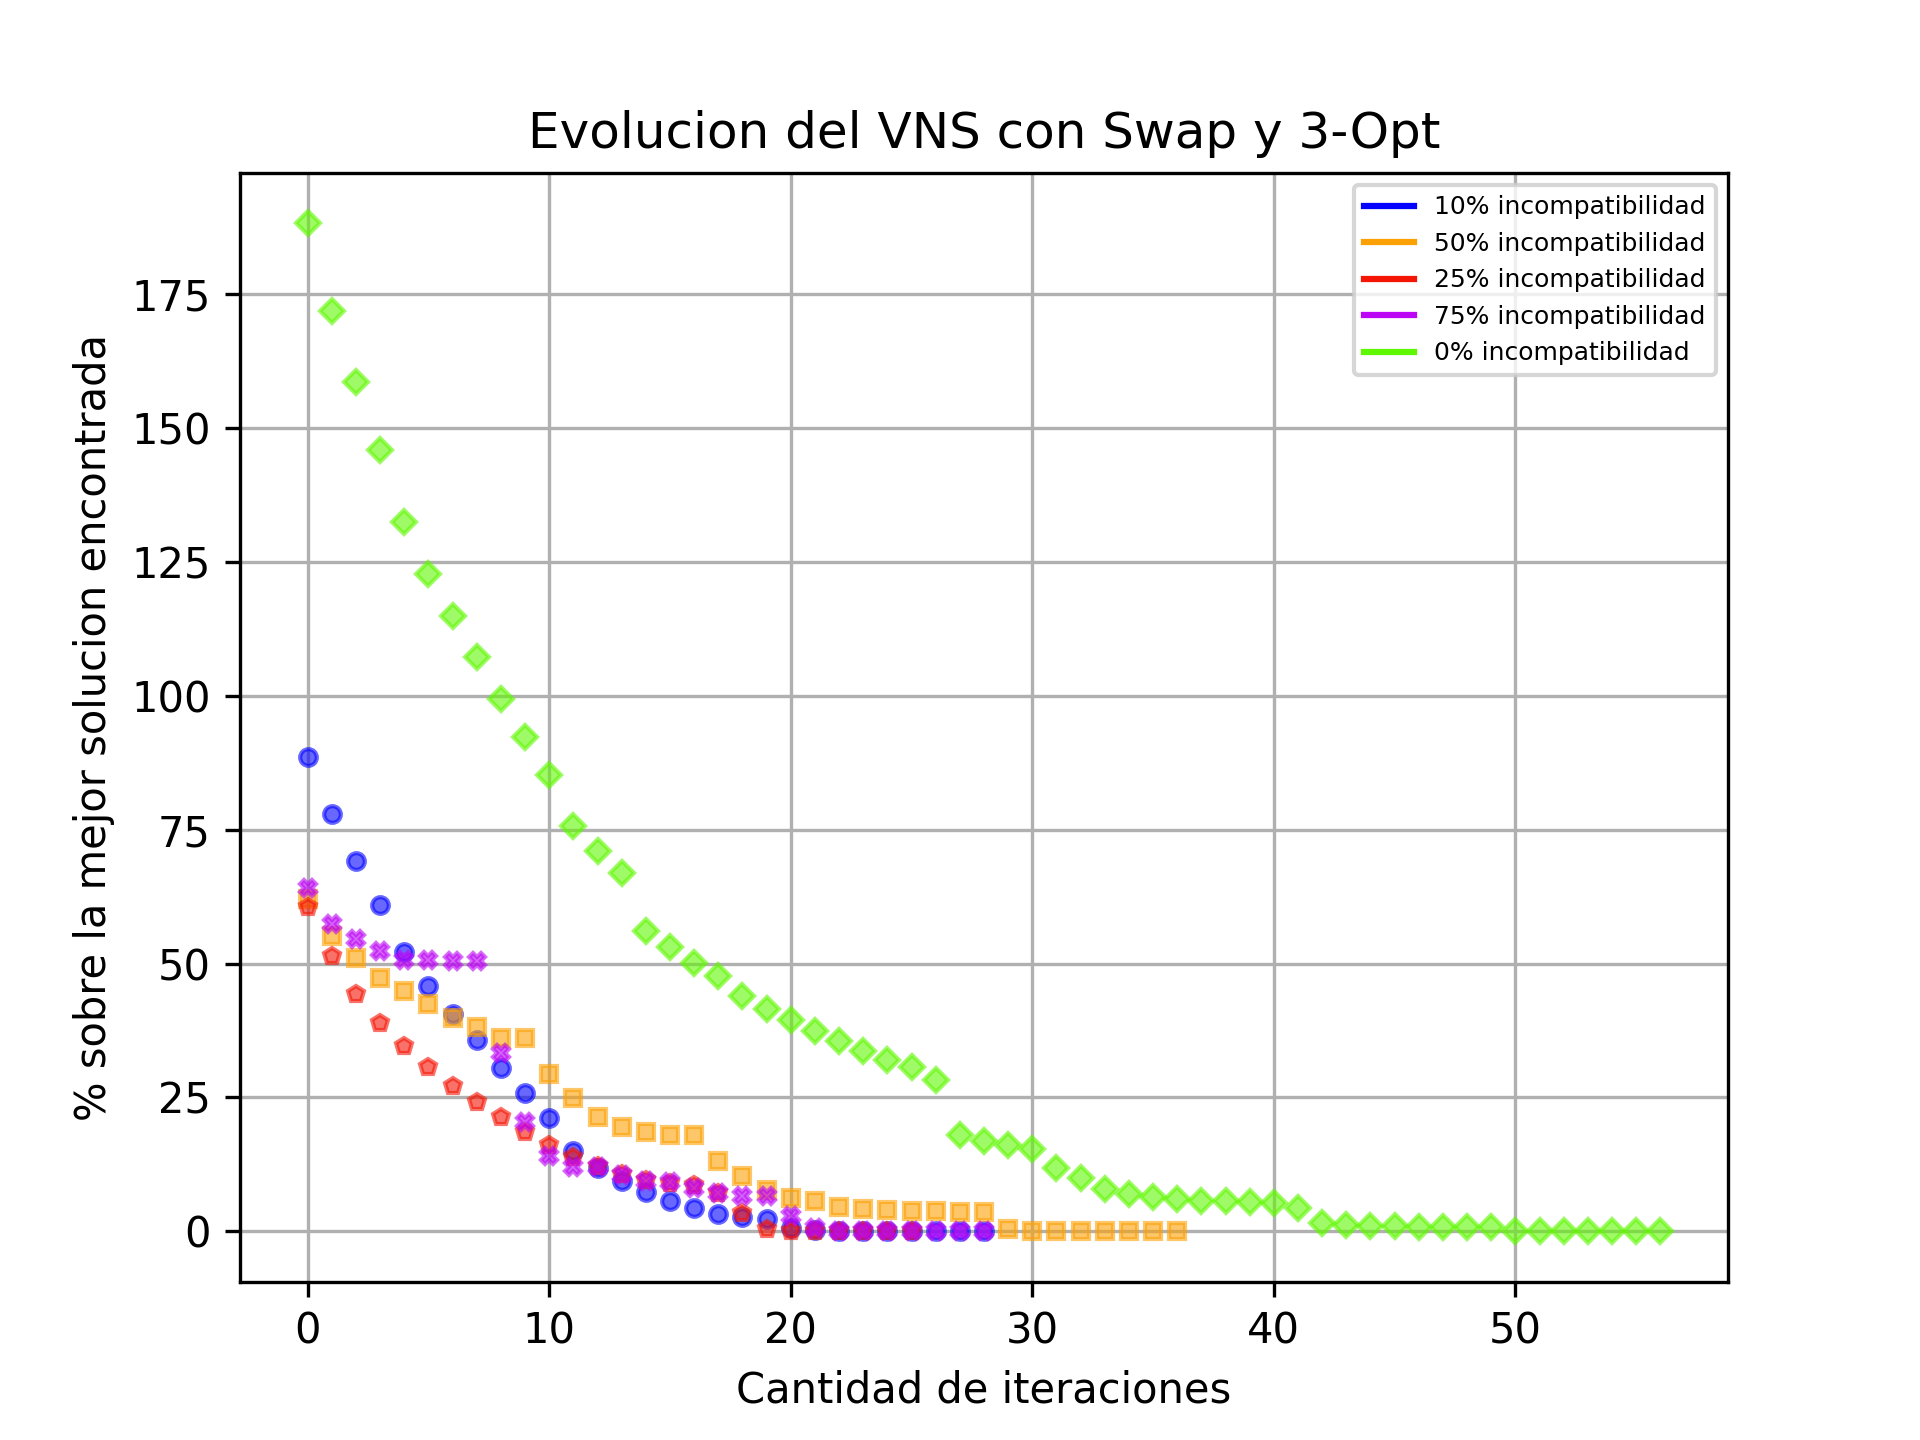 Evolucion del VNS con Swap y 3-Opt
10% incompatibilidad
50% incompatibilidad
25% incompatibilidad
75% incompatibilidad
0% incompatibilidad
% sobre la mejor solucion encontrada
175
150
125
100
75
50
25
0
0 10 20 30 40 50
Cantidad de iteraciones